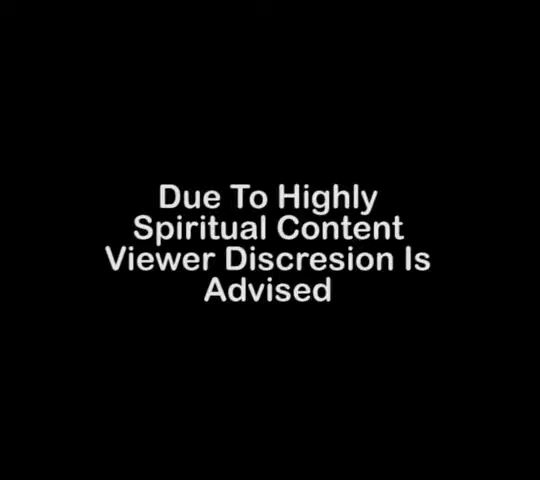 Due To Highly
Spiritual Content
Viewer Discresion Is
Advised